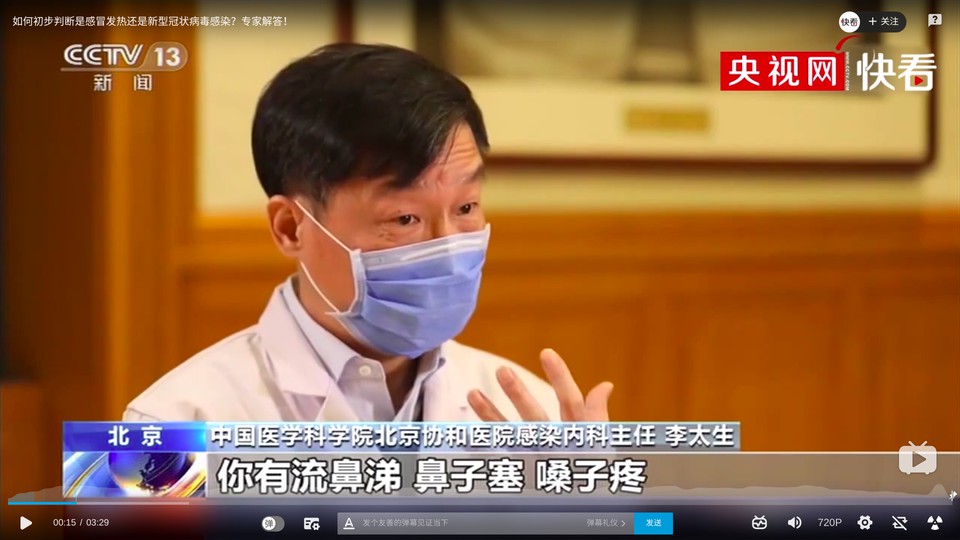 如何初步判断是感冒发热还是新型冠状病毒感染？专家解答！
快看
+ 关注
?
CCTV 13
新闻
央视网
WWW.CCTV.COM
快看
北京
中国医学科学院北京协和医院感染内科主任 李太生
你有流鼻涕 鼻子塞 嗓子疼
00:15 / 03:29
弹
A
发个友善的弹幕见证当下
弹幕礼仪 >
发送
720P